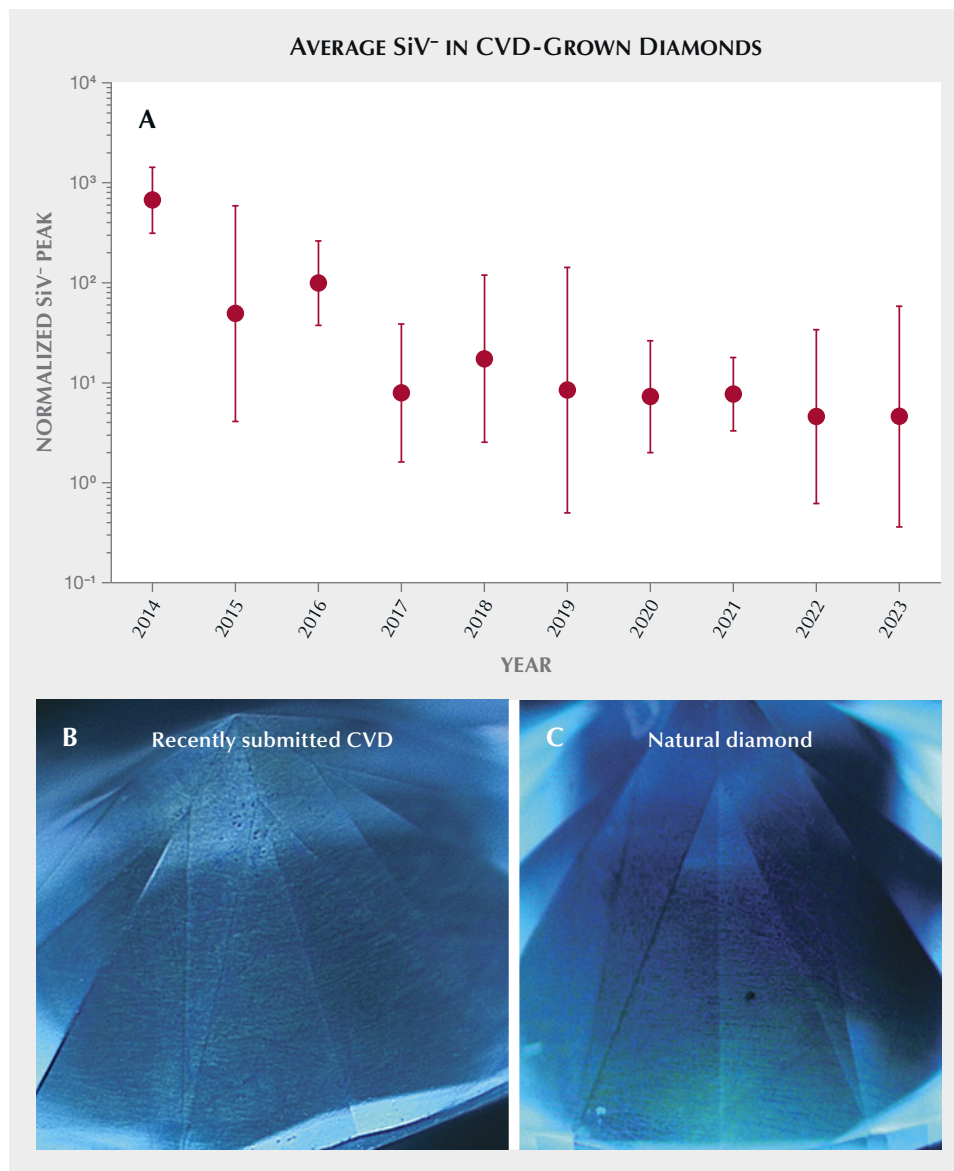 AVERAGE SiV⁻ IN CVD-GROWN DIAMONDS
A
NORMALIZED SiV⁻ PEAK
10⁴
10³
10²
10¹
10⁰
10⁻¹
2014 2015 2016 2017 2018 2019 2020 2021 2022 2023
YEAR
B Recently submitted CVD
C Natural diamond